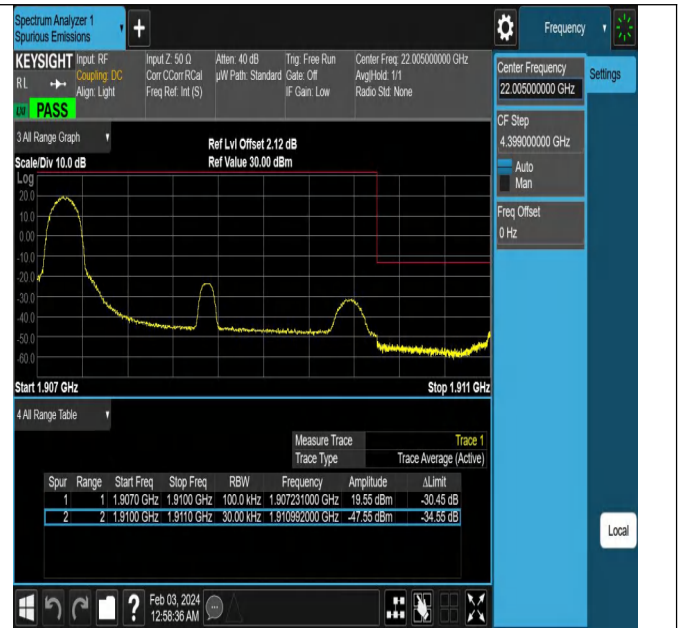 Spectrum Analyzer 1
Spurious Emissions
Frequency
KEYSIGHT
Input: RF
Input Z: 50 Ω
Atten: 40 dB
Trig: Free Run
Center Freq: 22.005000000 GHz
RL
Coupling: DC
Corr CCorr RCal
µW Path: Standard
Gate: Off
Avg|Hold: 1/1
Align: Light
Freq Ref: Int (S)
IF Gain: Low
Radio Std: None
PASS
Center Frequency
22.005000000 GHz
Settings
CF Step
4.399000000 GHz
Auto
Man
Freq Offset
0 Hz
3 All Range Graph
Ref Lvl Offset 2.12 dB
Scale/Div 10.0 dB
Ref Value 30.00 dBm
Log
20.0
10.0
0.00
-10.0
-20.0
-30.0
-40.0
-50.0
-60.0
Start 1.907 GHz
Stop 1.911 GHz
4 All Range Table
Measure Trace
Trace 1
Trace Type
Trace Average (Active)
Spur Range Start Freq Stop Freq RBW Frequency Amplitude ΔLimit
1 1 1.9070 GHz 1.9100 GHz 100.0 kHz 1.907231000 GHz 19.55 dBm -30.45 dB
2 2 1.9100 GHz 1.9110 GHz 30.00 kHz 1.910992000 GHz -47.55 dBm -34.55 dB
Local
Feb 03, 2024
12:58:36 AM